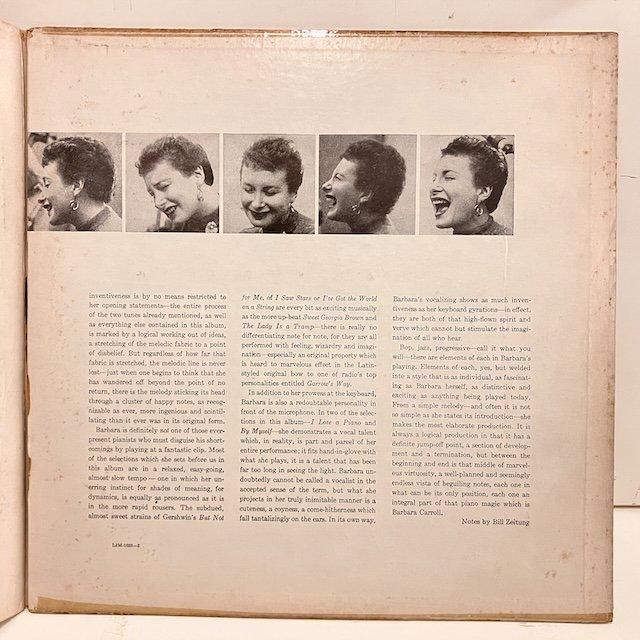 inventiveness is by no means restricted to
her opening statements—the entire process
of the two tunes already mentioned, as well
as everything else contained in this album,
is marked by a logical working out of ideas,
a stretching of the melodic fabric to a point
of disbelief. But regardless of how far that
fabric is stretched, the melodic line is never
lost—just when one begins to think that she
has wandered off beyond the point of no
return, there is the melody sticking its head
through a cluster of happy notes, as recog-
nizable as ever, more ingenious and scintil-
lating than it ever was in its original form.
Barbara is definitely not one of those ever-
present pianists who must disguise his short-
comings by playing at a fantastic clip. Most
of the selections which she sets before us in
this album are in a relaxed, easy-going,
almost slow tempo—one in which her un-
erring instinct for shades of meaning, for
dynamics, is equally as pronounced as it is
in the more rapid rousers. The subdued,
almost sweet strains of Gershwin's But Not
for Me, of I Saw Stars or I've Got the World
on a String are every bit as exciting musically
as the more up-beat Sweet Georgia Brown and
The Lady Is a Tramp—there is really no
differentiating note for note, for they are all
performed with feeling, wizardry and imagi-
nation—especially an original property which
is heard to marvelous effect in the Latin-
styled original bow to one of radio's top
personalities entitled Garrow's Way.
In addition to her prowess at the keyboard,
Barbara is also a redoubtable personality in
front of the microphone. In two of the selec-
tions in this album—I Love a Piano and
By Myself—she demonstrates a vocal talent
which, in reality, is part and parcel of her
entire performance; it fits hand-in-glove with
what she plays, it is a talent that has been
far too long in seeing the light. Barbara un-
doubtedly cannot be called a vocalist in the
accepted sense of the term, but what she
projects in her truly inimitable manner is a
cuteness, a coyness, a come-hitherness which
fall tantalizingly on the ears. In its own way,
Barbara's vocalizing shows as much inven-
tiveness as her keyboard gyrations—in effect,
they are both of that high-flown spirit and
verve which cannot but stimulate the imagi-
nation of all who hear.
Bop, jazz, progressive—call it what you
will—there are elements of each in Barbara's
playing. Elements of each, yes, but welded
into a style that is as individual, as fascinat-
ing as Barbara herself, as distinctive and
exciting as anything being played today.
From a simple melody—and often it is not
so simple as she states its introduction—she
makes the most elaborate production. It is
always a logical production in that it has a
definite jump-off point, a section of develop-
ment and a termination, but between the
beginning and end is that middle of marvel-
ous virtuosity, a well-planned and seemingly
endless vista of beguiling notes, each one in
what can be its only position, each one an
integral part of that piano magic which is
Barbara Carroll.
Notes by Bill Zeitung